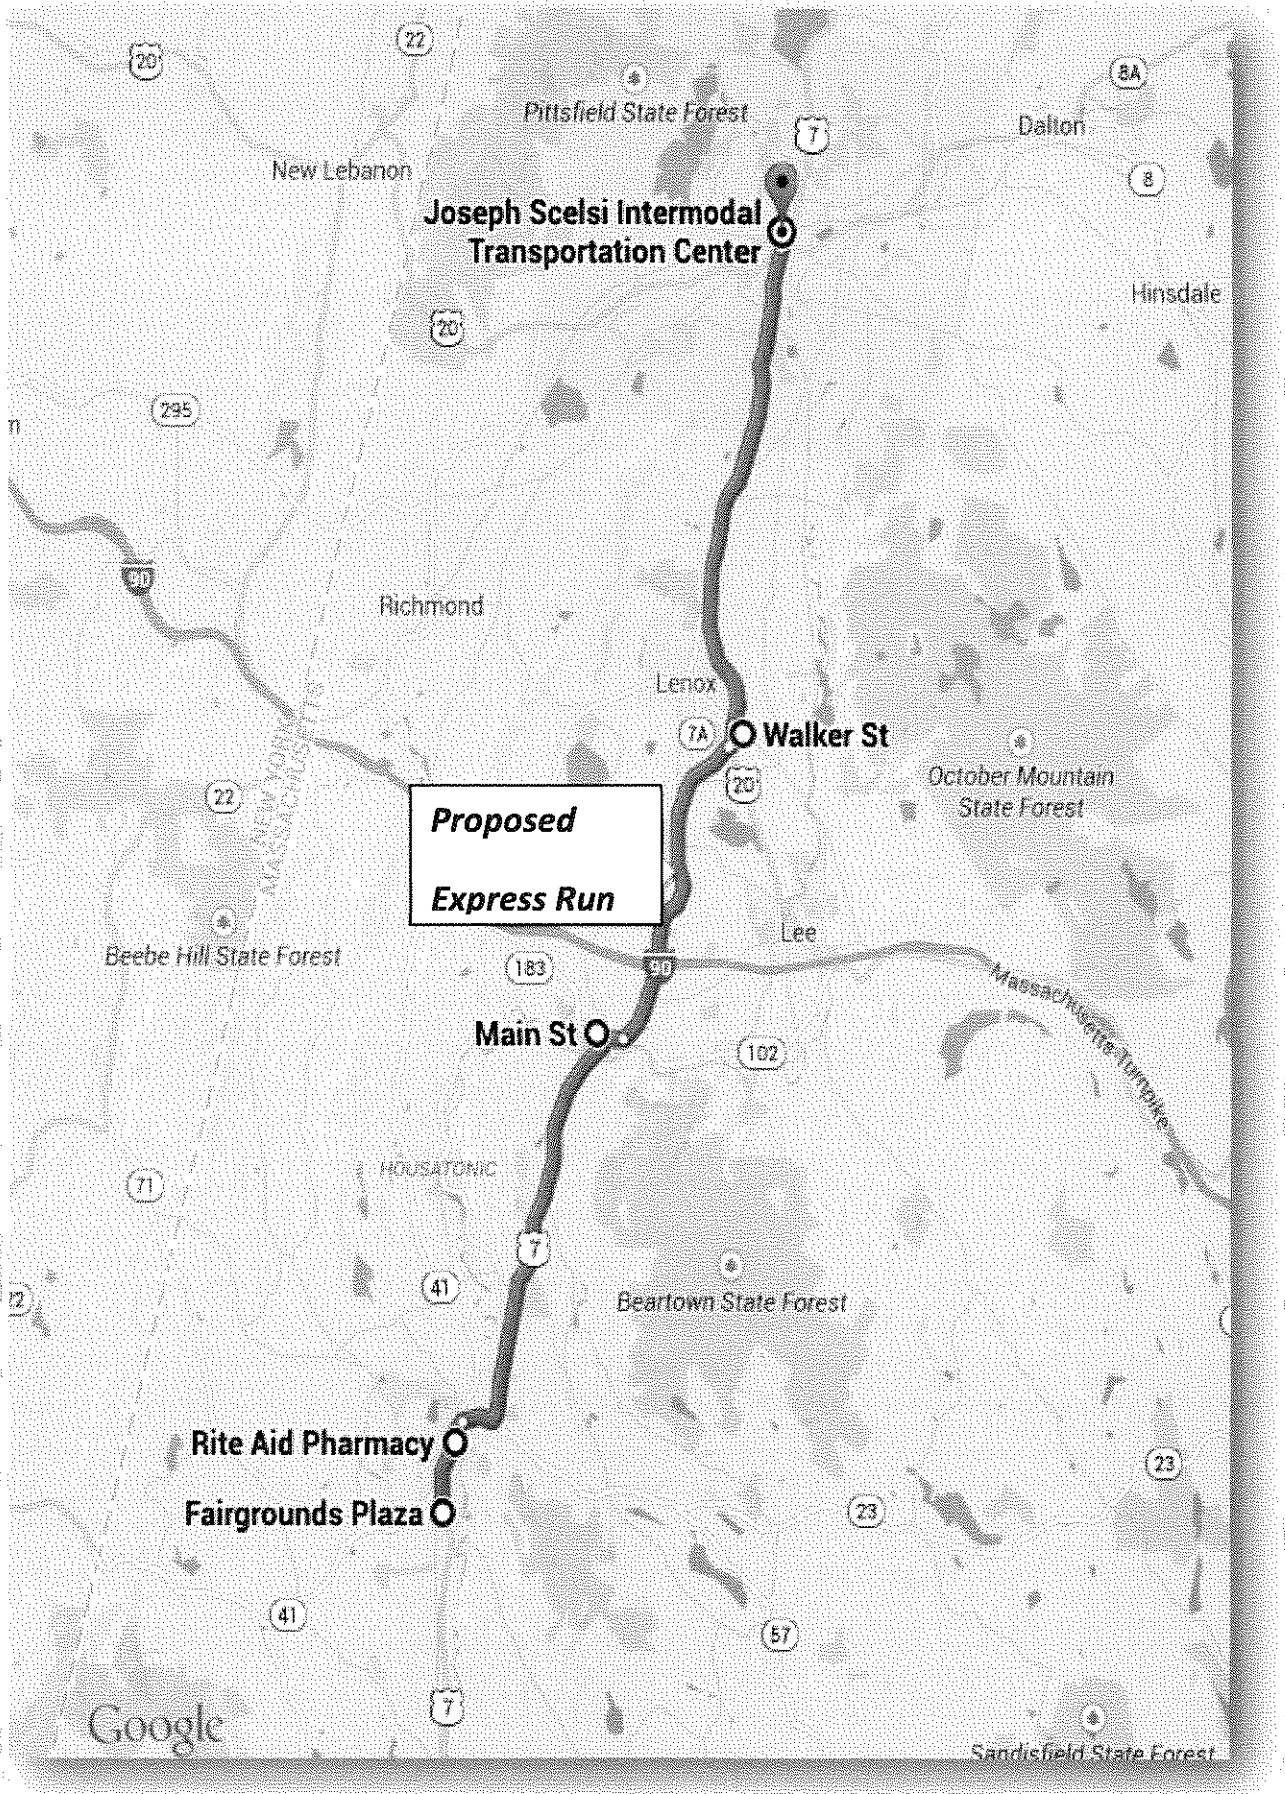 22
20
8A
Pittsfield State Forest
7
Dalton
New Lebanon
8
Joseph Scelsi Intermodal
Transportation Center
Hinsdale
20
295
90
Richmond
Lenox
7A
Walker St
NEW YORK
MASSACHUSETTS
20
October Mountain
State Forest
22
Proposed
Express Run
Lee
Beebe Hill State Forest
183
90
Massachusetts Turnpike
Main St
102
HOUSATONIC
71
7
41
Beartown State Forest
Rite Aid Pharmacy
23
Fairgrounds Plaza
23
41
57
7
Google
Sandisfield State Forest